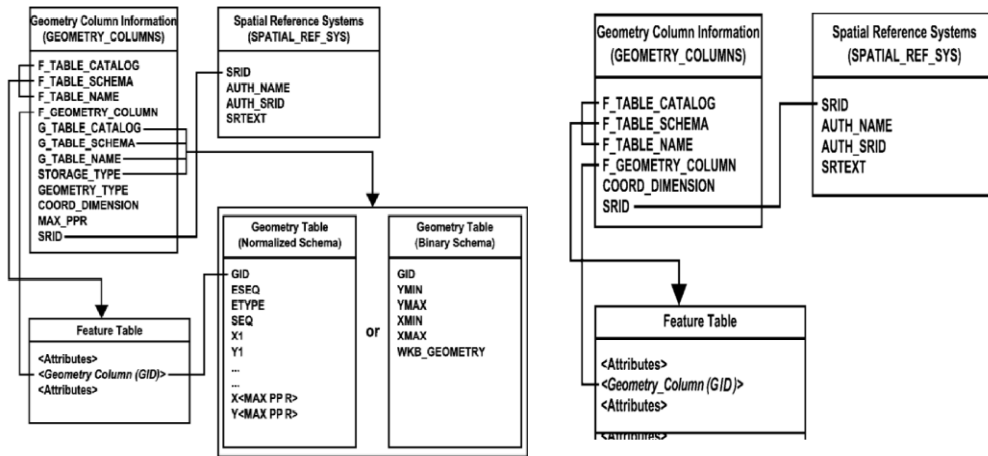 Geometry Column Information
(GEOMETRY_COLUMNS)
F_TABLE_CATALOG
F_TABLE_SCHEMA
F_TABLE_NAME
F_GEOMETRY_COLUMN
G_TABLE_CATALOG
G_TABLE_SCHEMA
G_TABLE_NAME
STORAGE_TYPE
GEOMETRY_TYPE
COORD_DIMENSION
MAX_PPR
SRID
Spatial Reference Systems
(SPATIAL_REF_SYS)
SRID
AUTH_NAME
AUTH_SRID
SRTEXT
Feature Table
<Attributes>
<Geometry Column (GID)>
<Attributes>
Geometry Table
(Normalized Schema)
GID
ESEQ
ETYPE
SEQ
X1
Y1
...
...
X<MAX PP R>
Y<MAX PP R>
or
Geometry Table
(Binary Schema)
GID
YMIN
YMAX
XMIN
XMAX
WKB_GEOMETRY
Geometry Column Information
(GEOMETRY_COLUMNS)
F_TABLE_CATALOG
F_TABLE_SCHEMA
F_TABLE_NAME
F_GEOMETRY_COLUMN
COORD_DIMENSION
SRID
Spatial Reference Systems
(SPATIAL_REF_SYS)
SRID
AUTH_NAME
AUTH_SRID
SRTEXT
Feature Table
<Attributes>
<Geometry_Column (GID)>
<Attributes>
<Attributes>